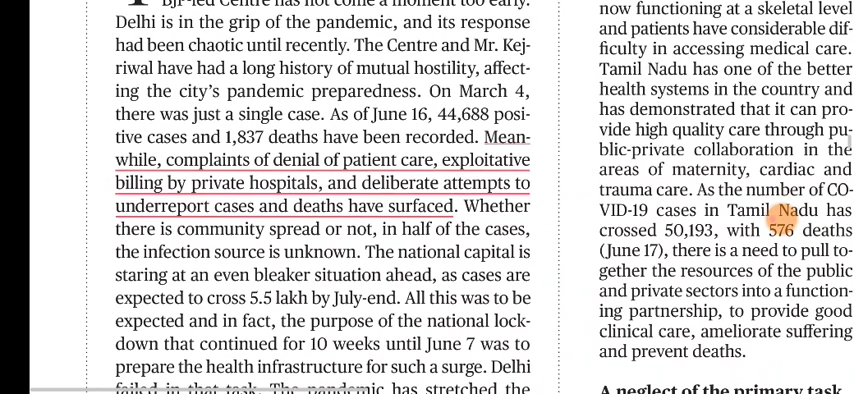 BJP-led Centre has not come a moment too early.
Delhi is in the grip of the pandemic, and its response
had been chaotic until recently. The Centre and Mr. Kej-
riwal have had a long history of mutual hostility, affect-
ing the city's pandemic preparedness. On March 4,
there was just a single case. As of June 16, 44,688 posi-
tive cases and 1,837 deaths have been recorded. Mean-
while, complaints of denial of patient care, exploitative
billing by private hospitals, and deliberate attempts to
underreport cases and deaths have surfaced. Whether
there is community spread or not, in half of the cases,
the infection source is unknown. The national capital is
staring at an even bleaker situation ahead, as cases are
expected to cross 5.5 lakh by July-end. All this was to be
expected and in fact, the purpose of the national lock-
down that continued for 10 weeks until June 7 was to
prepare the health infrastructure for such a surge. Delhi
failed in that task. The pandemic has stretched the
now functioning at a skeletal level
and patients have considerable dif-
ficulty in accessing medical care.
Tamil Nadu has one of the better
health systems in the country and
has demonstrated that it can pro-
vide high quality care through pu-
blic-private collaboration in the
areas of maternity, cardiac and
trauma care. As the number of CO-
VID-19 cases in Tamil Nadu has
crossed 50,193, with 576 deaths
(June 17), there is a need to pull to-
gether the resources of the public
and private sectors into a function-
ing partnership, to provide good
clinical care, ameliorate suffering
and prevent deaths.
A neglect of the primary task